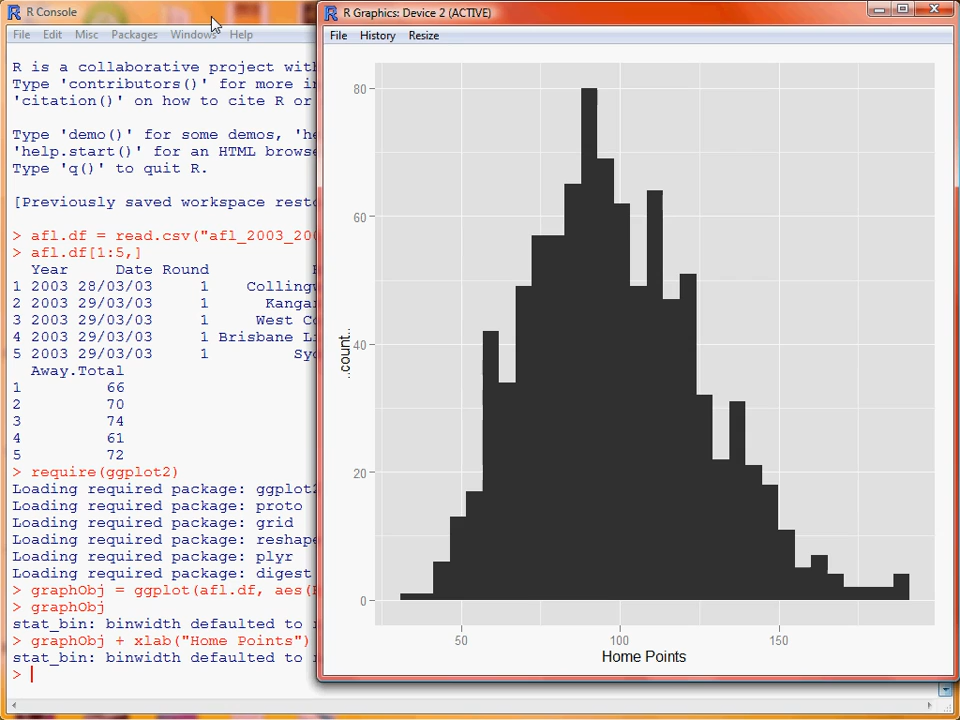 R Console
File Edit Misc Packages Windows Help
R is a collaborative project with
Type 'contributors()' for more in
'citation()' on how to cite R or
Type 'demo()' for some demos, 'he
'help.start()' for an HTML browse
Type 'q()' to quit R.
[Previously saved workspace resto
> afl.df = read.csv("afl_2003_200
> afl.df[1:5,]
Year Date Round
1 2003 28/03/03 1 Collingw
2 2003 29/03/03 1 Kangar
3 2003 29/03/03 1 West Co
4 2003 29/03/03 1 Brisbane Li
5 2003 29/03/03 1 Syd
Away.Total
1 66
2 70
3 74
4 61
5 72
> require(ggplot2)
Loading required package: ggplot2
Loading required package: proto
Loading required package: grid
Loading required package: reshape
Loading required package: plyr
Loading required package: digest
> graphObj = ggplot(afl.df, aes(
> graphObj
stat_bin: binwidth defaulted to r
> graphObj + xlab("Home Points")
stat_bin: binwidth defaulted to r
>
R Graphics: Device 2 (ACTIVE)
File History Resize
80
60
40
20
0
..count..
50 100 150
Home Points